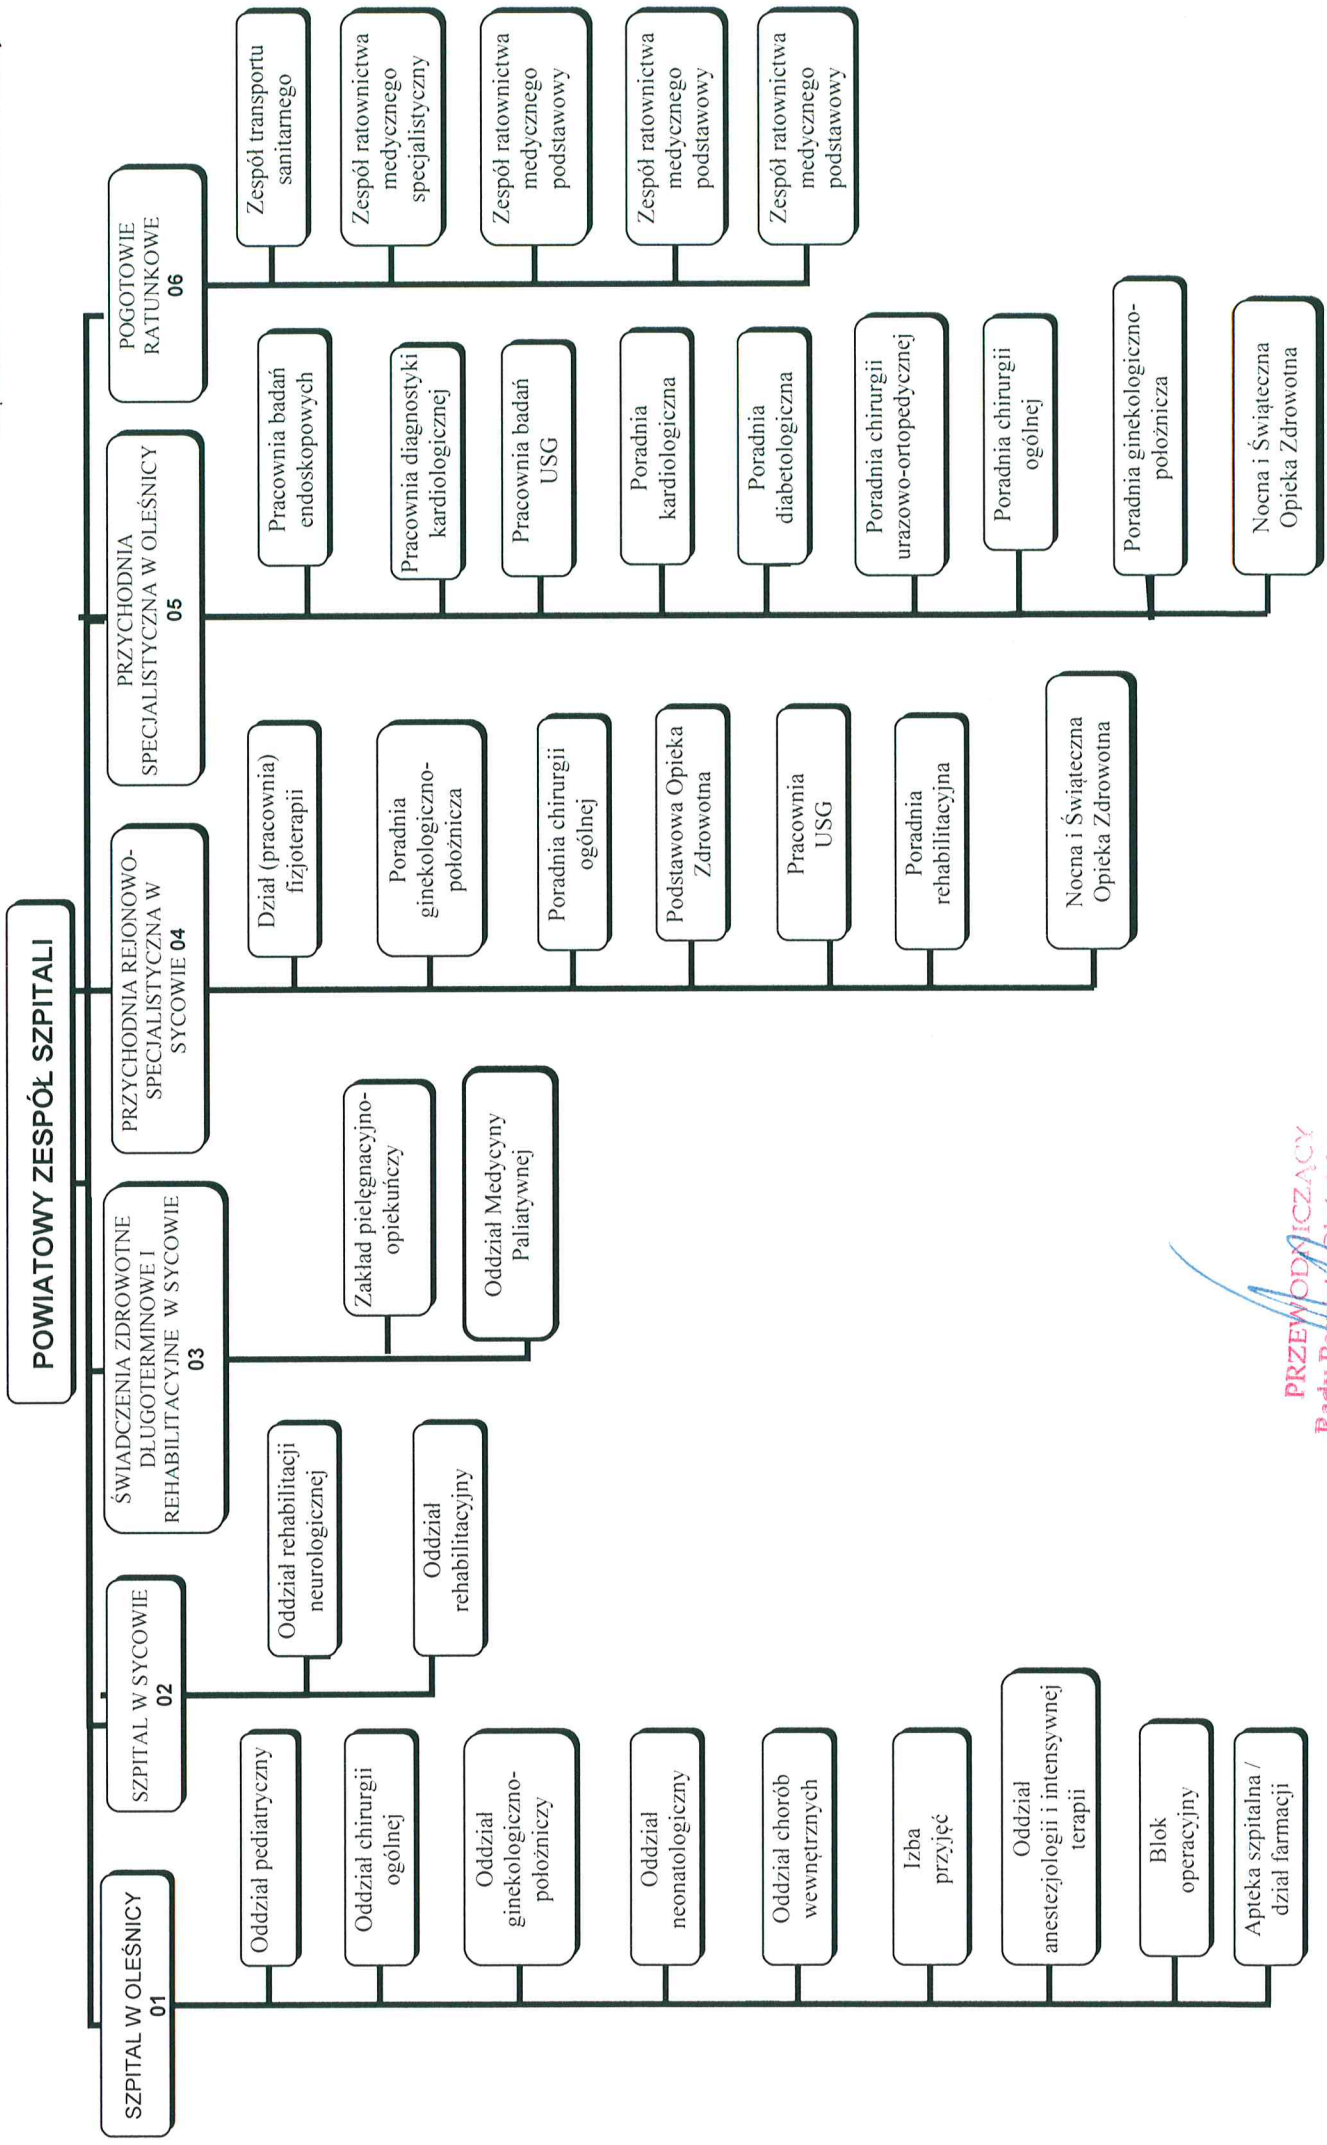 POWIATOWY ZESPÓŁ SZPITALI
SZPITAL W OLEŚNICY
01
Oddział pediatryczny
Oddział chirurgii
ogólnej
Oddział
ginekologiczno-
położniczy
Oddział
neonatologiczny
Oddział chorób
wewnętrznych
Izba
przyjęć
Oddział
anestezjologii i intensywnej
terapii
Blok
operacyjny
Apteka szpitalna /
dział farmacji
SZPITAL W SYCOWIE
02
Oddział rehabilitacji
neurologicznej
Oddział
rehabilitacyjny
ŚWIADCZENIA ZDROWOTNE
DŁUGOTERMINOWE I
REHABILITACYJNE W SYCOWIE
03
Zakład pielęgnacyjno-
opiekuńczy
Oddział Medycyny
Paliatywnej
PRZYCHODNIA REJONOWO-
SPECJALISTYCZNA W
SYCOWIE 04
Dział (pracownia)
fizjoterapii
Poradnia
ginekologiczno-
położnicza
Poradnia chirurgii
ogólnej
Podstawowa Opieka
Zdrowotna
Pracownia
USG
Poradnia
rehabilitacyjna
Nocna i Świąteczna
Opieka Zdrowotna
PRZYCHODNIA
SPECJALISTYCZNA W OLEŚNICY
05
Pracownia badań
endoskopowych
Pracownia diagnostyki
kardiologicznej
Pracownia badań
USG
Poradnia
kardiologiczna
Poradnia
diabetologiczna
Poradnia chirurgii
urazowo-ortopedycznej
Poradnia chirurgii
ogólnej
Poradnia ginekologiczno-
położnicza
Nocna i Świąteczna
Opieka Zdrowotna
POGOTOWIE
RATUNKOWE
06
Zespół transportu
sanitarnego
Zespół ratownictwa
medycznego
specjalistyczny
Zespół ratownictwa
medycznego
podstawowy
Zespół ratownictwa
medycznego
podstawowy
Zespół ratownictwa
medycznego
podstawowy
PRZEWODNICZĄCY
Rady